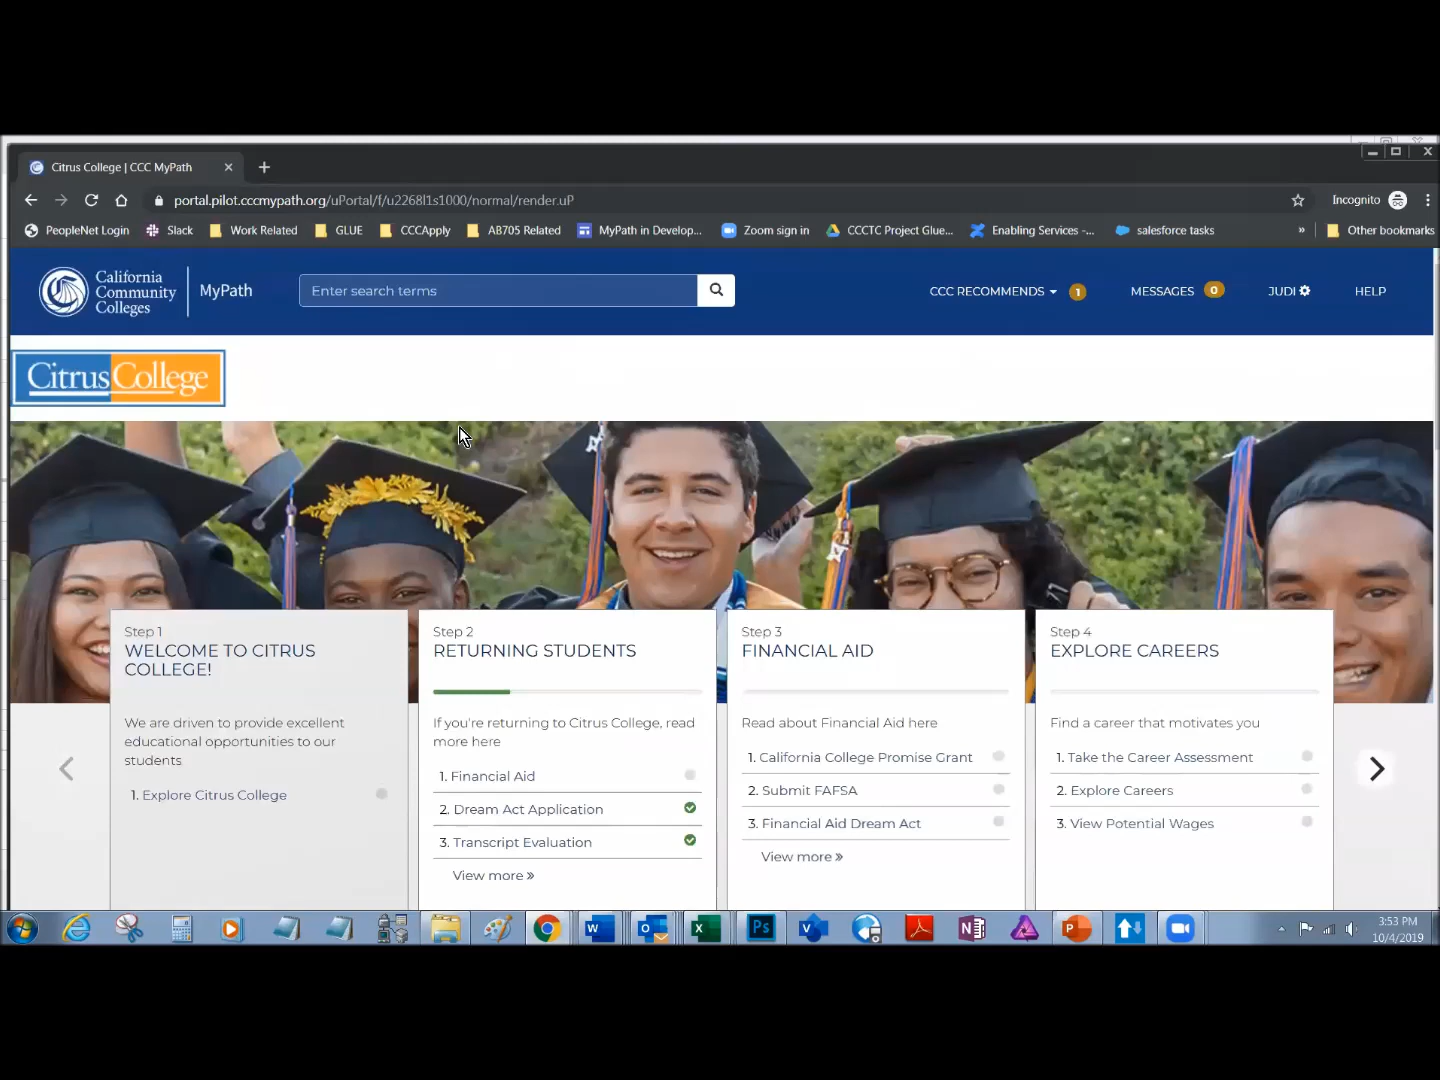 Citrus College | CCC MyPath
portal.pilot.cccmypath.org/uPortal/f/u2268l1s1000/normal/render.uP
Incognito
PeopleNet Login
Slack
Work Related
GLUE
CCCApply
AB705 Related
MyPath in Develop...
Zoom sign in
CCCTC Project Glue...
Enabling Services -...
salesforce tasks
»
Other bookmarks
California
Community
Colleges
MyPath
Enter search terms
CCC RECOMMENDS
1
MESSAGES
0
JUDI
HELP
Citrus College
Step 1
WELCOME TO CITRUS
COLLEGE!
We are driven to provide excellent
educational opportunities to our
students
1. Explore Citrus College
Step 2
RETURNING STUDENTS
If you're returning to Citrus College, read
more here
1. Financial Aid
2. Dream Act Application
3. Transcript Evaluation
View more »
Step 3
FINANCIAL AID
Read about Financial Aid here
1. California College Promise Grant
2. Submit FAFSA
3. Financial Aid Dream Act
View more »
Step 4
EXPLORE CAREERS
Find a career that motivates you
1. Take the Career Assessment
2. Explore Careers
3. View Potential Wages
3:53 PM
10/4/2019